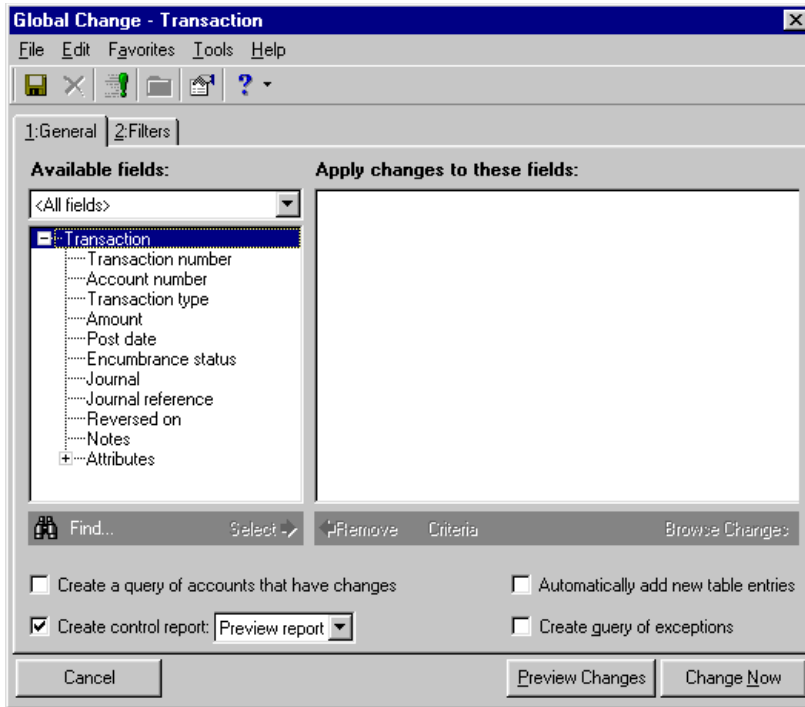 Global Change - Transaction
File Edit Favorites Tools Help
?
1:General 2:Filters
Available fields: Apply changes to these fields:
<All fields>
Transaction
Transaction number
Account number
Transaction type
Amount
Post date
Encumbrance status
Journal
Journal reference
Reversed on
Notes
Attributes
Find... Select Remove Criteria Browse Changes
Create a query of accounts that have changes Automatically add new table entries
Create control report: Preview report Create query of exceptions
Cancel Preview Changes Change Now